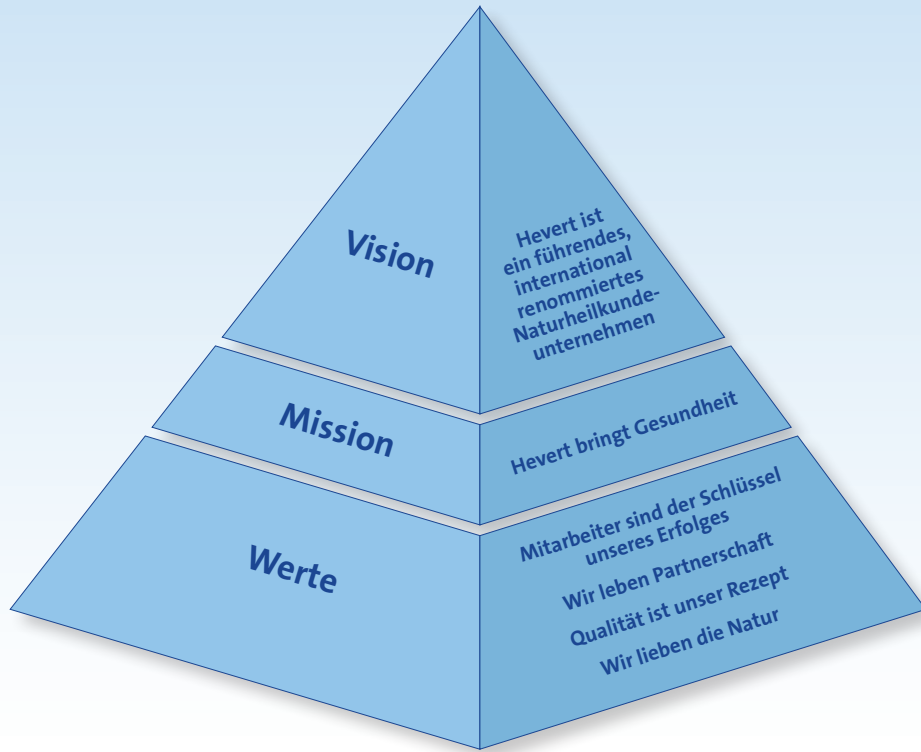 Vision
Hevert ist
ein führendes,
international
renommiertes
Naturheilkunde-
unternehmen
Mission
Hevert bringt Gesundheit
Werte
Mitarbeiter sind der Schlüssel
unseres Erfolges
Wir leben Partnerschaft
Qualität ist unser Rezept
Wir lieben die Natur